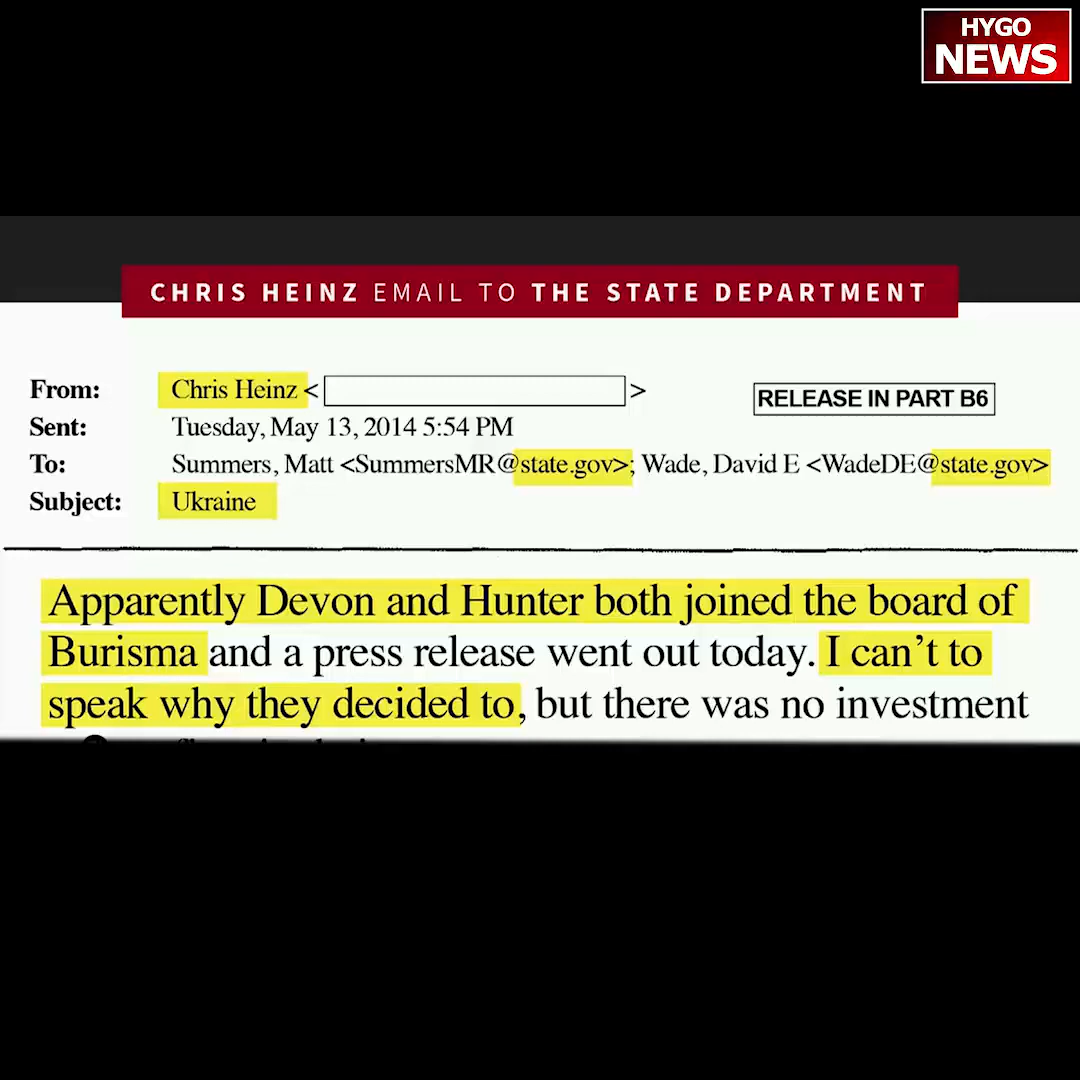 HYGO
NEWS
CHRIS HEINZ EMAIL TO THE STATE DEPARTMENT
From: Chris Heinz < >
RELEASE IN PART B6
Sent: Tuesday, May 13, 2014 5:54 PM
To: Summers, Matt <SummersMR@state.gov>; Wade, David E <WadeDE@state.gov>
Subject: Ukraine
Apparently Devon and Hunter both joined the board of
Burisma and a press release went out today. I can’t to
speak why they decided to, but there was no investment